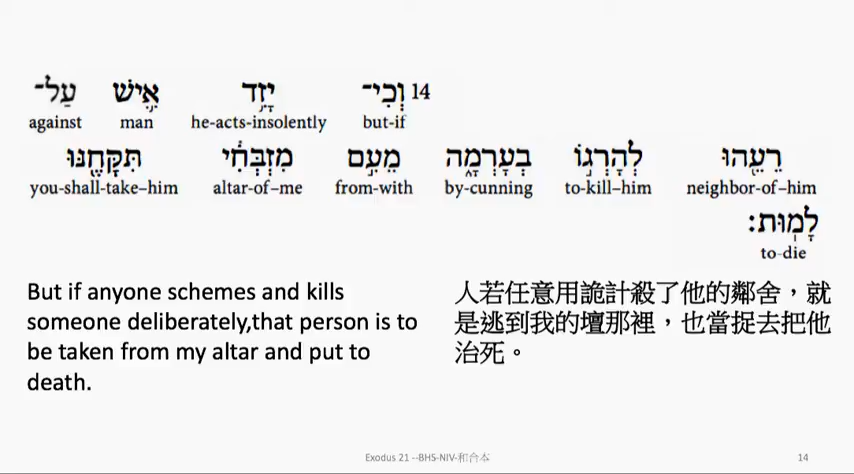 14 וְכִי־ יָזִ֥ד אִ֛ישׁ עַל־
but-if he-acts-insolently man against
רֵעֵ֖הוּ לְהָרְג֣וֹ בְעָרְמָ֑ה מֵעִ֣ם מִזְבְּחִ֔י תִּקָּחֶ֖נּוּ
neighbor-of–him to-kill–him by-cunning from-with altar-of–me you-shall-take–him
לָמֽוּת׃
to-die
But if anyone schemes and kills
someone deliberately,that person is to
be taken from my altar and put to
death.
人若任意用詭計殺了他的鄰舍，就
是逃到我的壇那裡，也當捉去把他
治死。
Exodus 21 --BHS-NIV-和合本
14